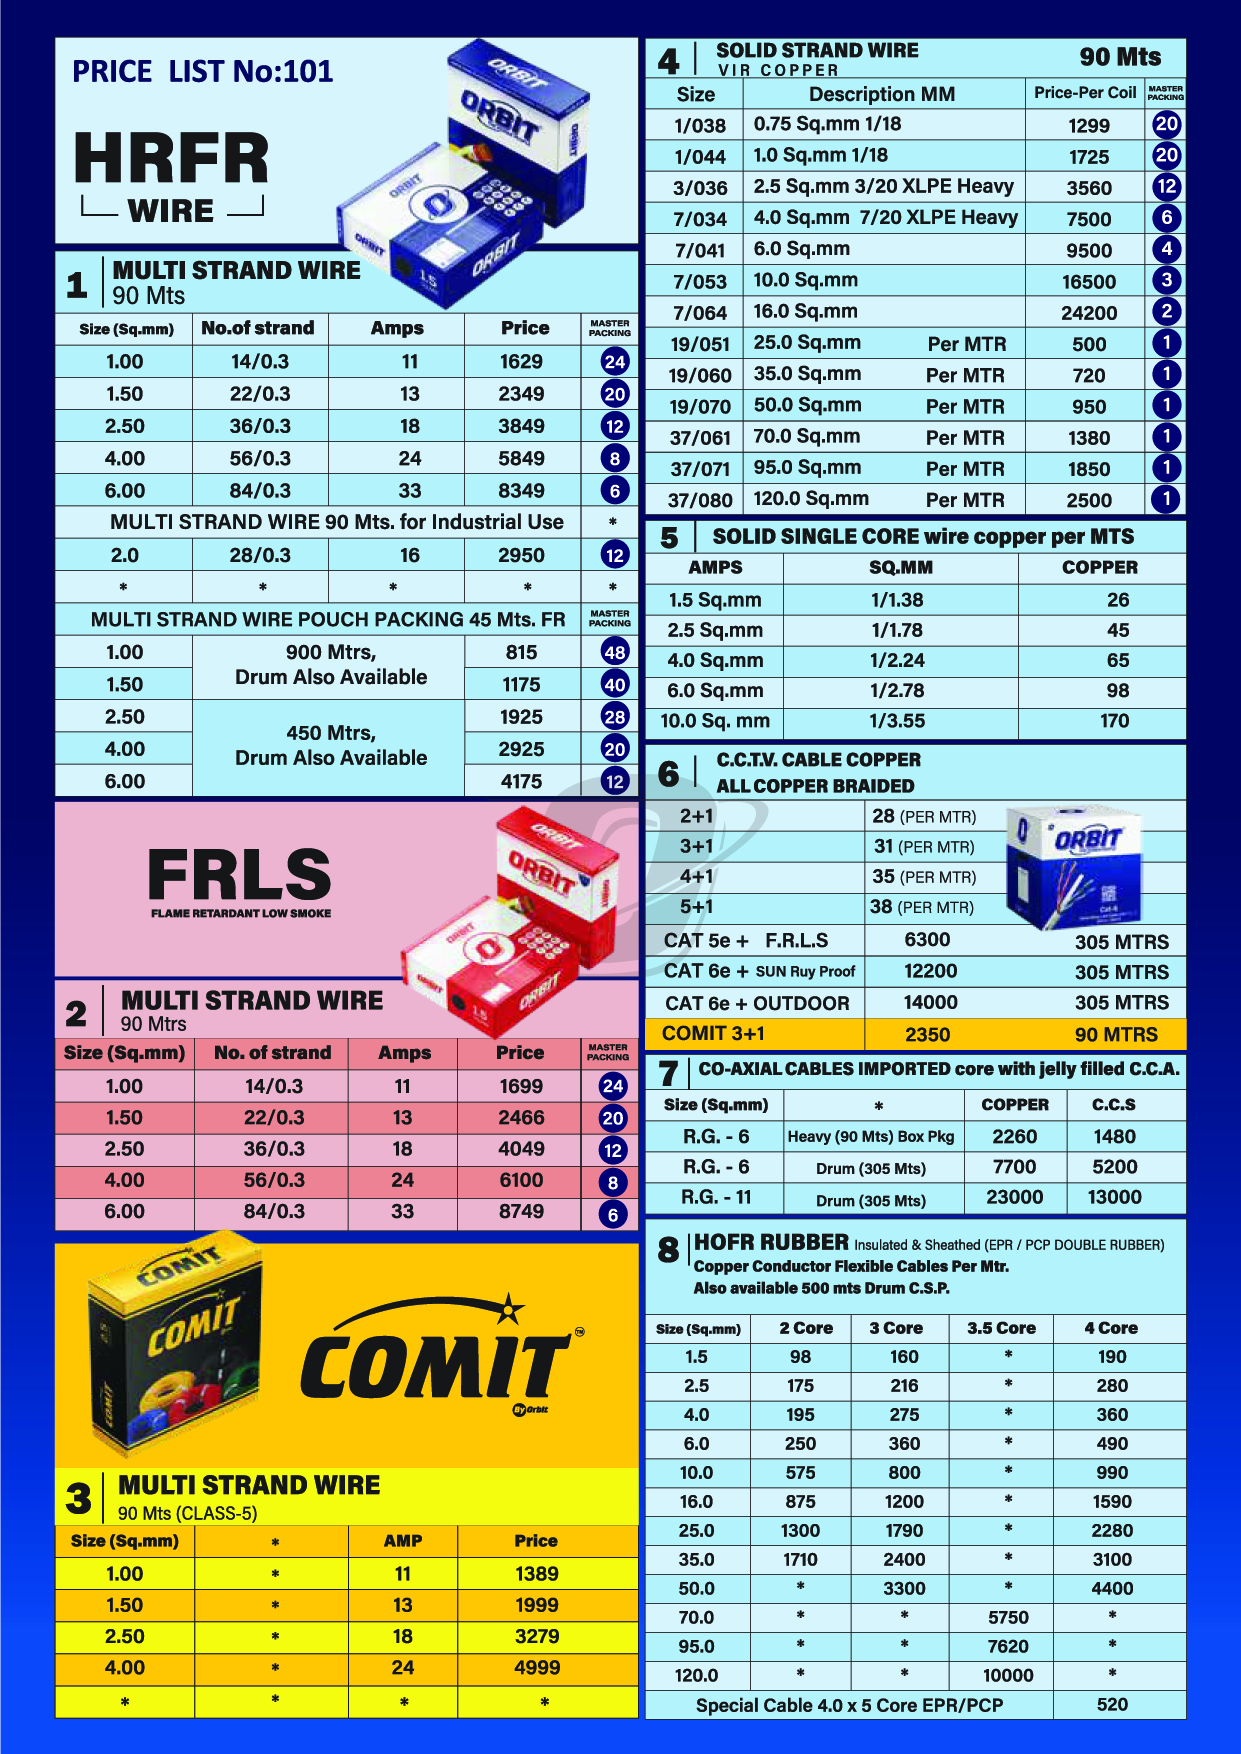 PRICE LIST No:101
HRFR
WIRE
ORBIT
ORBIT
ORBIT
ORBIT
ORBIT
ORBIT
1.5
1 MULTI STRAND WIRE
90 Mts
Size (Sq.mm) No.of strand Amps Price MASTER PACKING
1.00 14/0.3 11 1629 24
1.50 22/0.3 13 2349 20
2.50 36/0.3 18 3849 12
4.00 56/0.3 24 5849 8
6.00 84/0.3 33 8349 6
MULTI STRAND WIRE 90 Mts. for Industrial Use *
2.0 28/0.3 16 2950 12
* * * * *
MULTI STRAND WIRE POUCH PACKING 45 Mts. FR MASTER PACKING
1.00 900 Mtrs, 815 48
Drum Also Available
1.50 1175 40
2.50 1925 28
450 Mtrs,
4.00 2925 20
Drum Also Available
6.00 4175 12
FRLS
FLAME RETARDANT LOW SMOKE
ORBIT
ORBIT
ORBIT
ORBIT
ORBIT
1.5
2 MULTI STRAND WIRE
90 Mtrs
Size (Sq.mm) No. of strand Amps Price MASTER PACKING
1.00 14/0.3 11 1699 24
1.50 22/0.3 13 2466 20
2.50 36/0.3 18 4049 12
4.00 56/0.3 24 6100 8
6.00 84/0.3 33 8749 6
COMIT
COMIT
COMIT
COMIT TM
By Orbit
3 MULTI STRAND WIRE
90 Mts (CLASS-5)
Size (Sq.mm) * AMP Price
1.00 * 11 1389
1.50 * 13 1999
2.50 * 18 3279
4.00 * 24 4999
* * * *
4 SOLID STRAND WIRE 90 Mts
VIR COPPER
Size Description MM Price-Per Coil MASTER PACKING
1/038 0.75 Sq.mm 1/18 1299 20
1/044 1.0 Sq.mm 1/18 1725 20
3/036 2.5 Sq.mm 3/20 XLPE Heavy 3560 12
7/034 4.0 Sq.mm 7/20 XLPE Heavy 7500 6
7/041 6.0 Sq.mm 9500 4
7/053 10.0 Sq.mm 16500 3
7/064 16.0 Sq.mm 24200 2
19/051 25.0 Sq.mm Per MTR 500 1
19/060 35.0 Sq.mm Per MTR 720 1
19/070 50.0 Sq.mm Per MTR 950 1
37/061 70.0 Sq.mm Per MTR 1380 1
37/071 95.0 Sq.mm Per MTR 1850 1
37/080 120.0 Sq.mm Per MTR 2500 1
5 SOLID SINGLE CORE wire copper per MTS
AMPS SQ.MM COPPER
1.5 Sq.mm 1/1.38 26
2.5 Sq.mm 1/1.78 45
4.0 Sq.mm 1/2.24 65
6.0 Sq.mm 1/2.78 98
10.0 Sq. mm 1/3.55 170
6 C.C.T.V. CABLE COPPER
ALL COPPER BRAIDED
2+1 28 (PER MTR)
3+1 31 (PER MTR)
4+1 35 (PER MTR)
5+1 38 (PER MTR)
ORBIT
Cat-6
CAT 5e + F.R.L.S 6300 305 MTRS
CAT 6e + SUN Ruy Proof 12200 305 MTRS
CAT 6e + OUTDOOR 14000 305 MTRS
COMIT 3+1 2350 90 MTRS
7 CO-AXIAL CABLES IMPORTED core with jelly filled C.C.A.
Size (Sq.mm) * COPPER C.C.S
R.G. - 6 Heavy (90 Mts) Box Pkg 2260 1480
R.G. - 6 Drum (305 Mts) 7700 5200
R.G. - 11 Drum (305 Mts) 23000 13000
8 HOFR RUBBER Insulated & Sheathed (EPR / PCP DOUBLE RUBBER)
Copper Conductor Flexible Cables Per Mtr.
Also available 500 mts Drum C.S.P.
Size (Sq.mm) 2 Core 3 Core 3.5 Core 4 Core
1.5 98 160 * 190
2.5 175 216 * 280
4.0 195 275 * 360
6.0 250 360 * 490
10.0 575 800 * 990
16.0 875 1200 * 1590
25.0 1300 1790 * 2280
35.0 1710 2400 * 3100
50.0 * 3300 * 4400
70.0 * * 5750 *
95.0 * * 7620 *
120.0 * * 10000 *
Special Cable 4.0 x 5 Core EPR/PCP 520